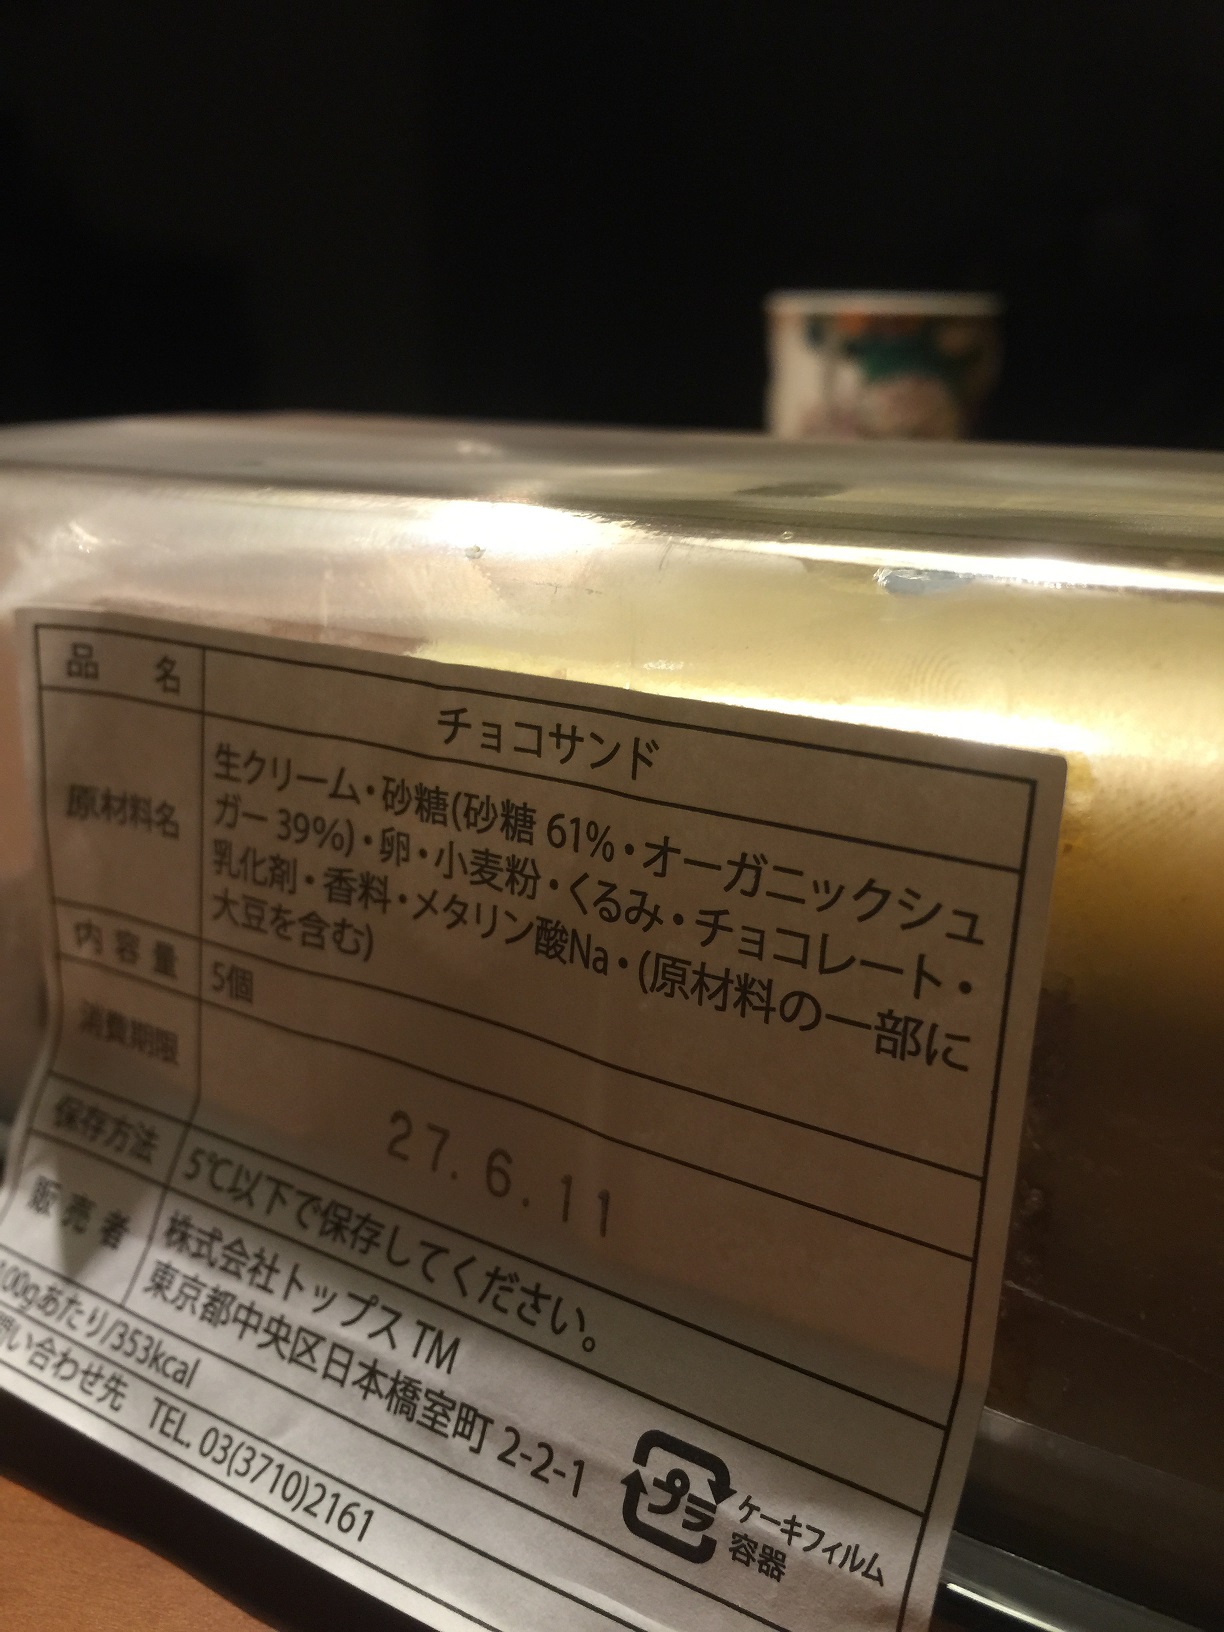 品名 チョコサンド
原材料名 生クリーム・砂糖(砂糖 61%・オーガニックシュ
ガー 39%)・卵・小麦粉・くるみ・チョコレート・
乳化剤・香料・メタリン酸Na・(原材料の一部に
大豆を含む)
内容量 5個
消費期限 27.6.11
保存方法 5℃以下で保存してください。
販売者 株式会社トップス TM
東京都中央区日本橋室町 2-2-1
100gあたり/353kcal
問い合わせ先 TEL. 03(3710)2161
プラ
ケーキフィルム
容器